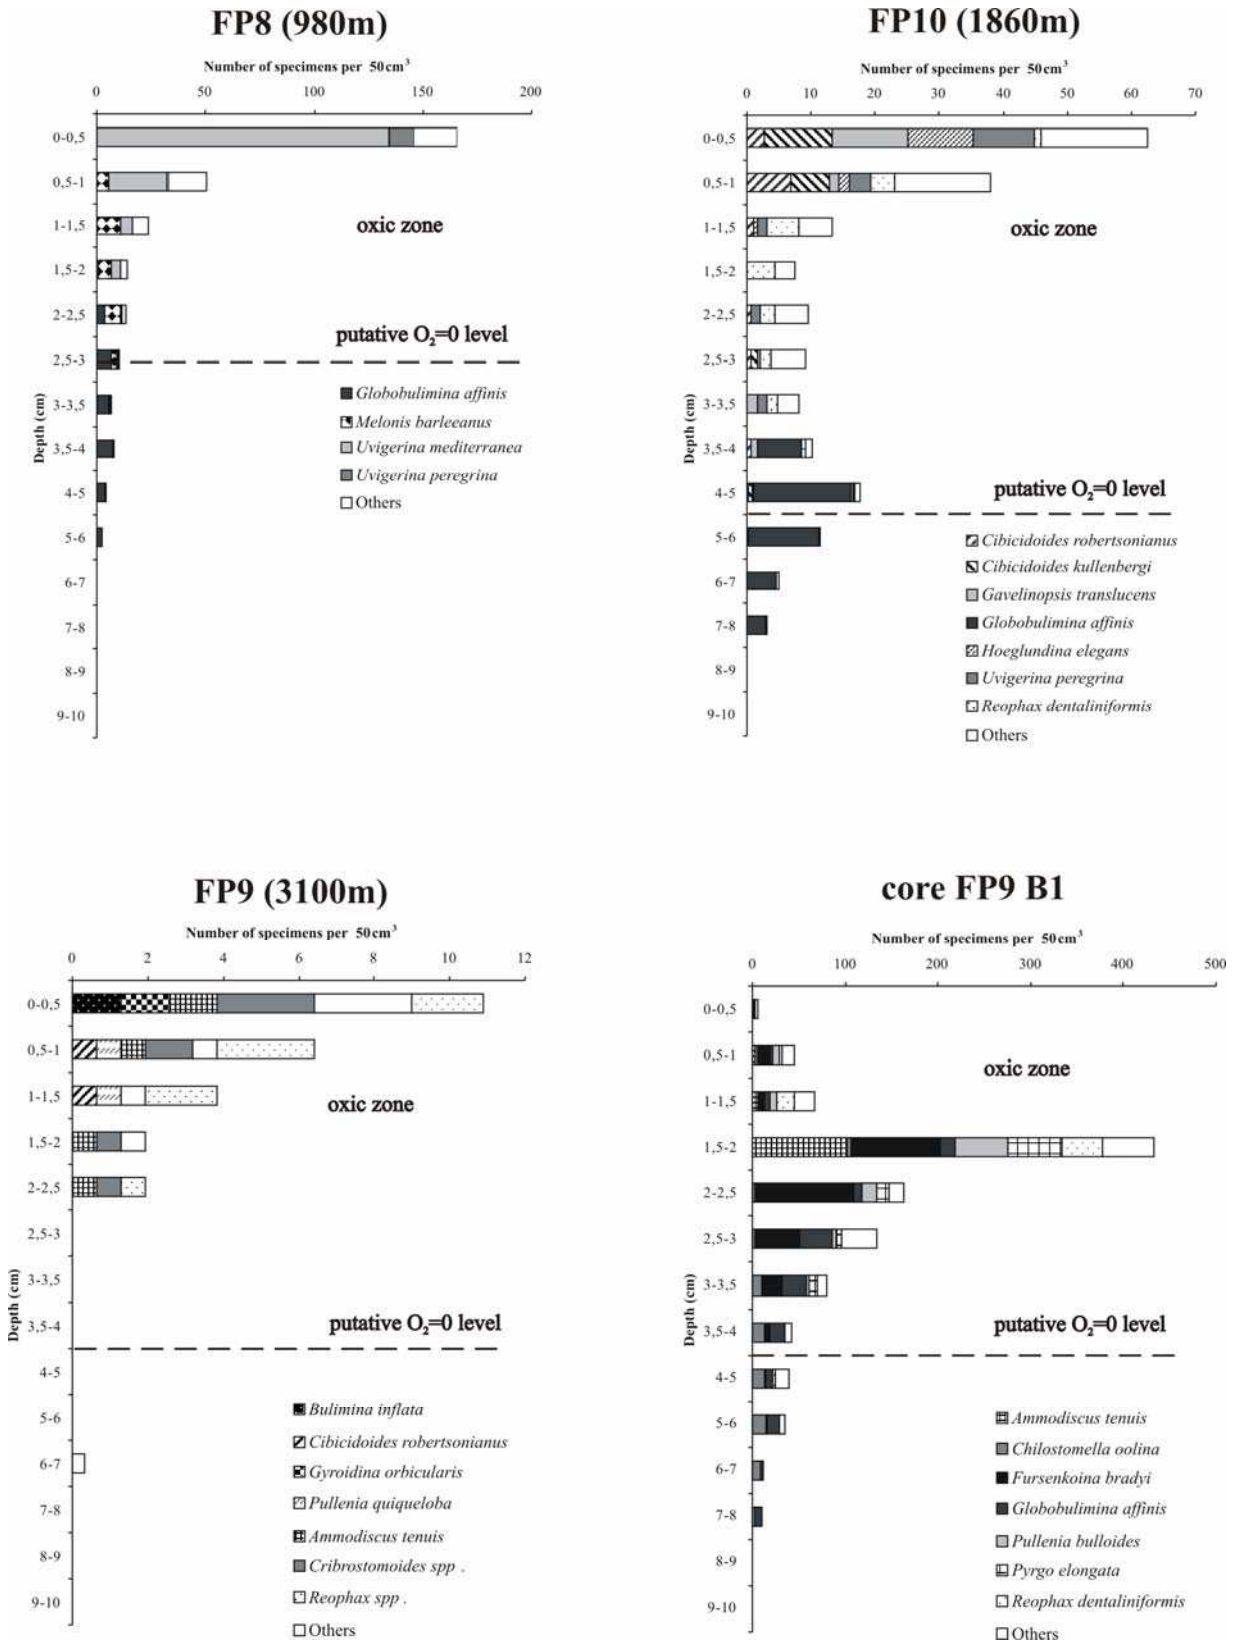 FP8 (980m)
Number of specimens per 50cm³
0 50 100 150 200
0-0,5
0,5-1
1-1,5
oxic zone
1,5-2
2-2,5
putative O₂=0 level
2,5-3
Globobulimina affinis
3-3,5
Melonis barleeanus
3,5-4
Uvigerina mediterranea
Uvigerina peregrina
4-5
Others
5-6
6-7
7-8
8-9
9-10
Depth (cm)
FP10 (1860m)
Number of specimens per 50cm³
0 10 20 30 40 50 60 70
0-0,5
0,5-1
1-1,5
oxic zone
1,5-2
2-2,5
2,5-3
3-3,5
3,5-4
4-5
putative O₂=0 level
5-6
Cibicidoides robertsonianus
Cibicidoides kullenbergi
6-7
Gavelinopsis translucens
7-8
Globobulimina affinis
Hoeglundina elegans
8-9
Uvigerina peregrina
9-10
Reophax dentaliniformis
Others
Depth (cm)
FP9 (3100m)
Number of specimens per 50cm³
0 2 4 6 8 10 12
0-0,5
0,5-1
1-1,5
oxic zone
1,5-2
2-2,5
2,5-3
3-3,5
3,5-4
putative O₂=0 level
4-5
Bulimina inflata
5-6
Cibicidoides robertsonianus
6-7
Gyroidina orbicularis
Pullenia quiqueloba
7-8
Ammodiscus tenuis
8-9
Cribrostomoides spp .
9-10
Reophax spp .
Others
Depth (cm)
core FP9 B1
Number of specimens per 50cm³
0 100 200 300 400 500
0-0,5
0,5-1
oxic zone
1-1,5
1,5-2
2-2,5
2,5-3
3-3,5
3,5-4
putative O₂=0 level
4-5
5-6
Ammodiscus tenuis
Chilostomella oolina
6-7
Fursenkoina bradyi
7-8
Globobulimina affinis
Pullenia bulloides
8-9
Pyrgo elongata
9-10
Reophax dentaliniformis
Others
Depth (cm)